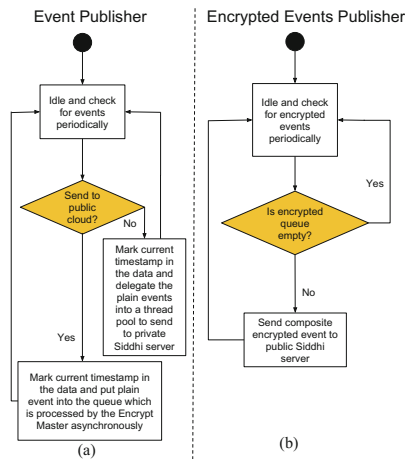 Event Publisher
Idle and check
for events
periodically
Send to
public
cloud?
No
Mark current
timestamp
in the data and
delegate the
plain events
into a thread
pool to send
to private
Siddhi server
Yes
Mark current timestamp in
the data and put plain
event into the queue which
is processed by the Encrypt
Master asynchronously
(a)
Encrypted Events Publisher
Idle and check
for encrypted
events
periodically
Yes
Is encrypted
queue
empty?
No
Send composite
encrypted event to
public Siddhi
server
(b)